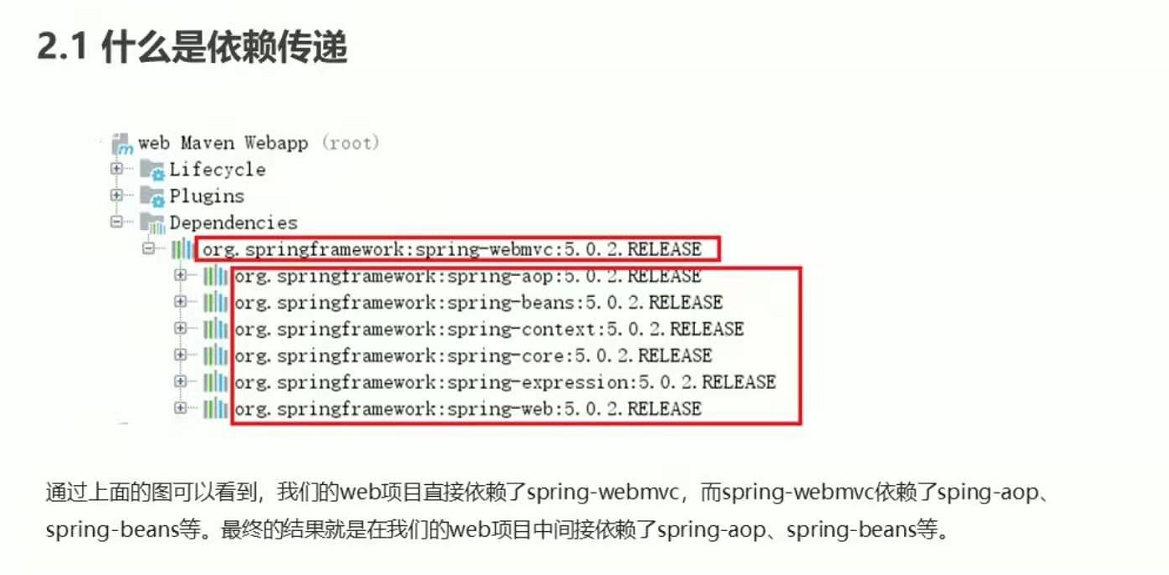 2.1 什么是依赖传递
web Maven Webapp (root)
Lifecycle
Plugins
Dependencies
org.springframework:spring-webmvc:5.0.2.RELEASE
org.springframework:spring-aop:5.0.2.RELEASE
org.springframework:spring-beans:5.0.2.RELEASE
org.springframework:spring-context:5.0.2.RELEASE
org.springframework:spring-core:5.0.2.RELEASE
org.springframework:spring-expression:5.0.2.RELEASE
org.springframework:spring-web:5.0.2.RELEASE
通过上面的图可以看到，我们的web项目直接依赖了spring-webmvc，而spring-webmvc依赖了sping-aop、
spring-beans等。最终的结果就是在我们的web项目中间接依赖了spring-aop、spring-beans等。